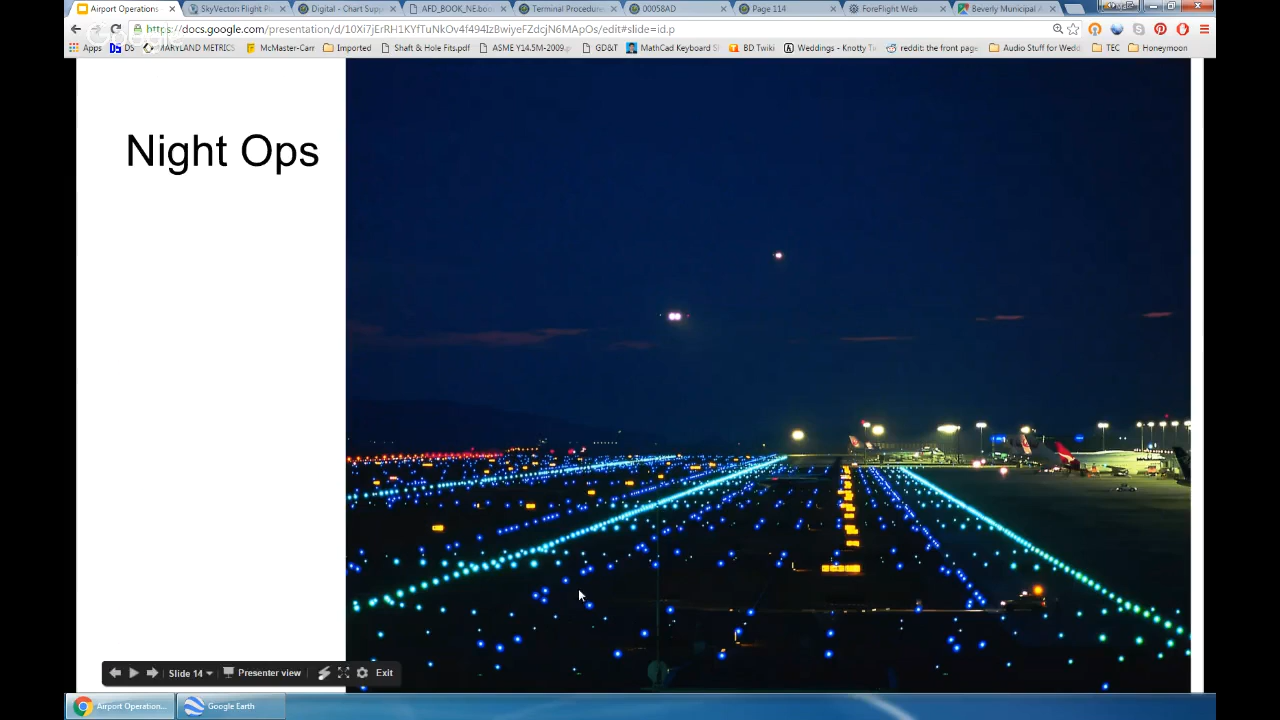 Airport Operations
SkyVector: Flight Pl
Digital - Chart Supp
AFD_BOOK_NE.boo
Terminal Procedure
00058AD
Page 114
ForeFlight Web
Beverly Municipal A
https://docs.google.com/presentation/d/10Xi7jErRH1KYfTuNkOv4f494IzBwvjeFZdcjN6MApOs/edit#slide=id.p
Apps
DS
MARYLAND METRICS
McMaster-Carr
Imported
Shaft & Hole Fits.pdf
ASME Y14.5M-2009.
GD&T
MathCad Keyboard S
BD Twiki
Weddings - Knotty T
reddit: the front page
Audio Stuff for Wedd
TEC
Honeymoon
Google
Night Ops
Slide 14
Presenter view
Exit
Airport Operation...
Google Earth